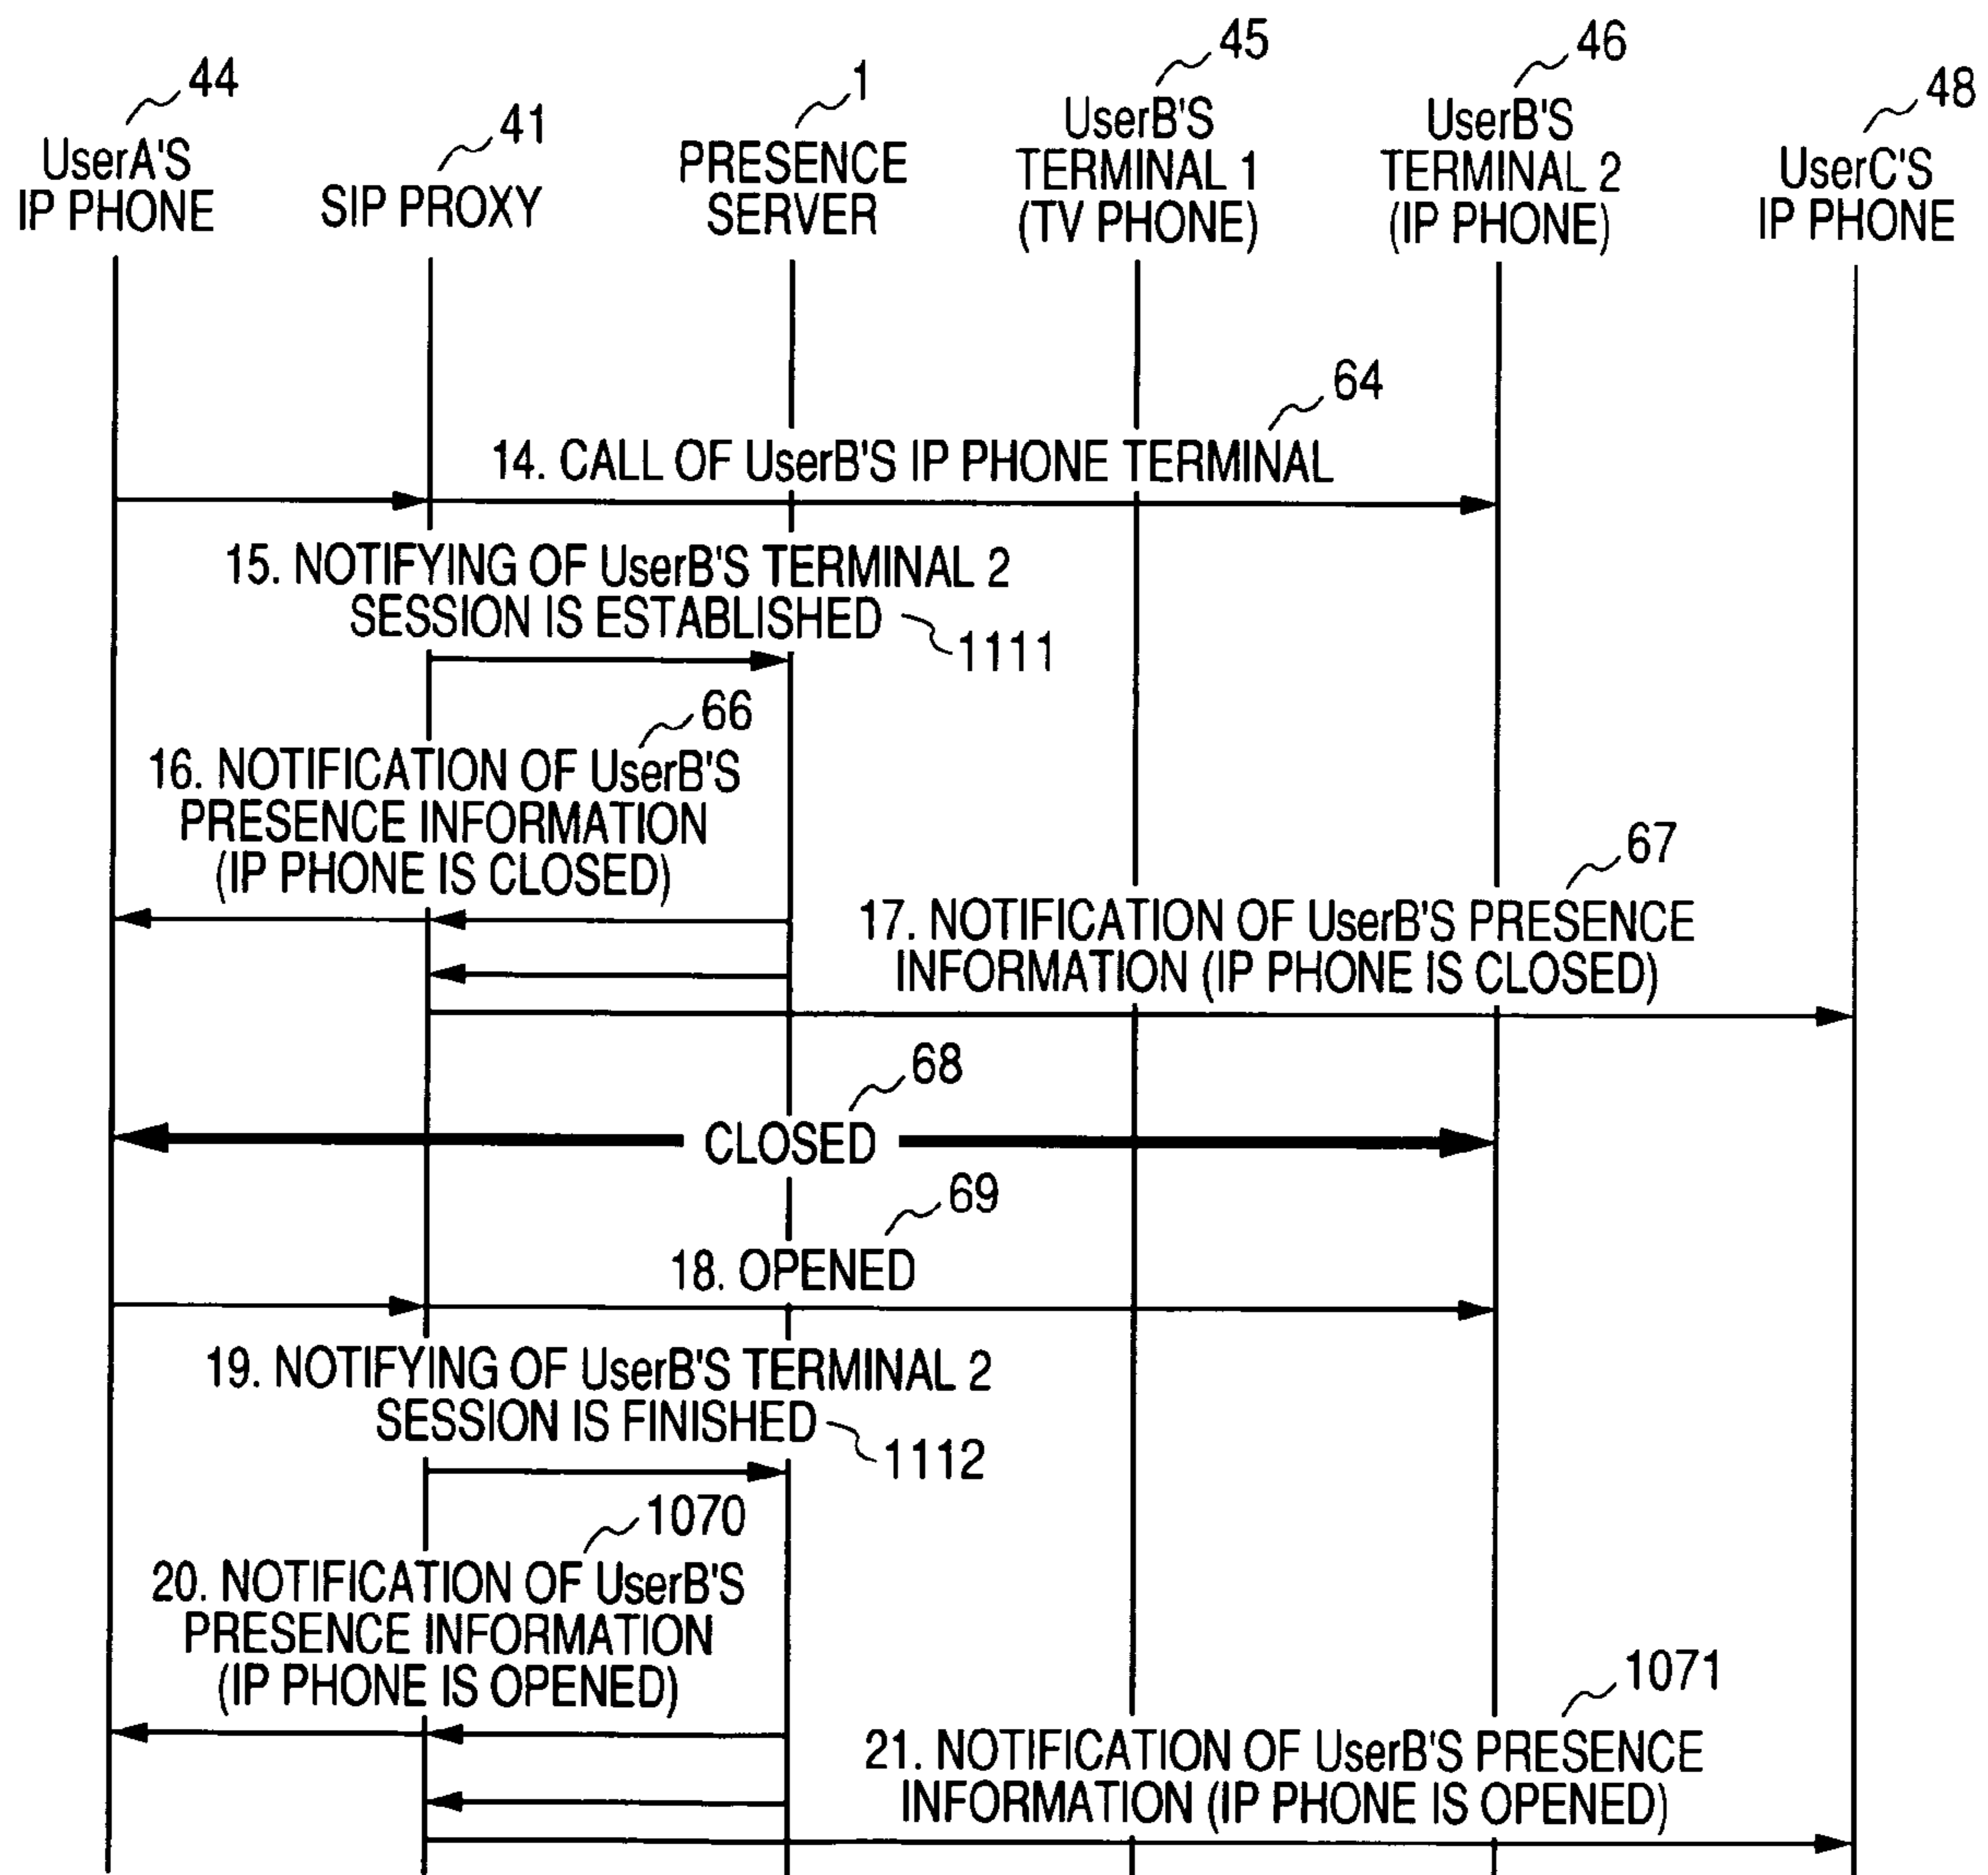 44
UserA'S
IP PHONE
41
SIP PROXY
1
PRESENCE
SERVER
45
UserB'S
TERMINAL 1
(TV PHONE)
46
UserB'S
TERMINAL 2
(IP PHONE)
48
UserC'S
IP PHONE
64
14. CALL OF UserB'S IP PHONE TERMINAL
15. NOTIFYING OF UserB'S TERMINAL 2
SESSION IS ESTABLISHED
1111
66
16. NOTIFICATION OF UserB'S
PRESENCE INFORMATION
(IP PHONE IS CLOSED)
67
17. NOTIFICATION OF UserB'S PRESENCE
INFORMATION (IP PHONE IS CLOSED)
68
CLOSED
69
18. OPENED
19. NOTIFYING OF UserB'S TERMINAL 2
SESSION IS FINISHED
1112
1070
20. NOTIFICATION OF UserB'S
PRESENCE INFORMATION
(IP PHONE IS OPENED)
1071
21. NOTIFICATION OF UserB'S PRESENCE
INFORMATION (IP PHONE IS OPENED)